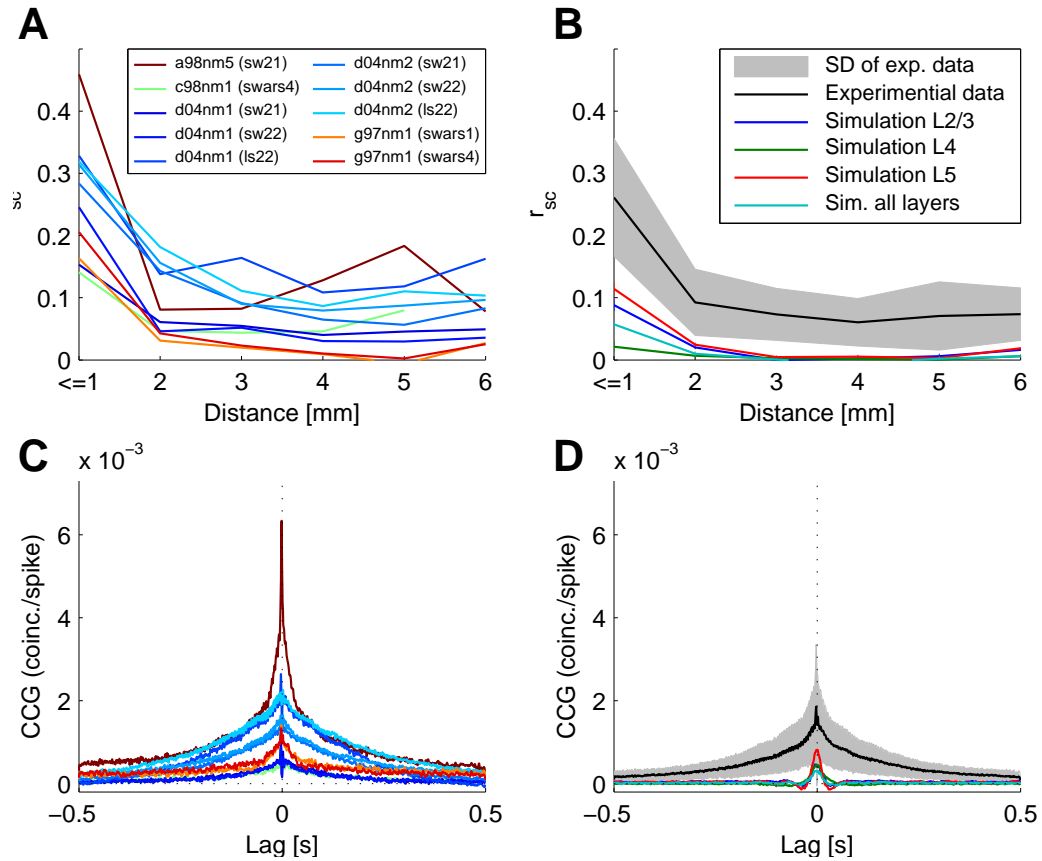 A
B
a98nm5 (sw21)
c98nm1 (swars4)
d04nm1 (sw21)
d04nm1 (sw22)
d04nm1 (ls22)
d04nm2 (sw21)
d04nm2 (sw22)
d04nm2 (ls22)
g97nm1 (swars1)
g97nm1 (swars4)
0.4
0.3
0.2
0.1
0
sc
<=1 2 3 4 5 6
Distance [mm]
SD of exp. data
Experimential data
Simulation L2/3
Simulation L4
Simulation L5
Sim. all layers
0.4
0.3
0.2
0.1
0
r_sc
<=1 2 3 4 5 6
Distance [mm]
C
x 10^−3
6
4
2
0
CCG (coinc./spike)
−0.5 0 0.5
Lag [s]
D
x 10^−3
6
4
2
0
CCG (coinc./spike)
−0.5 0 0.5
Lag [s]